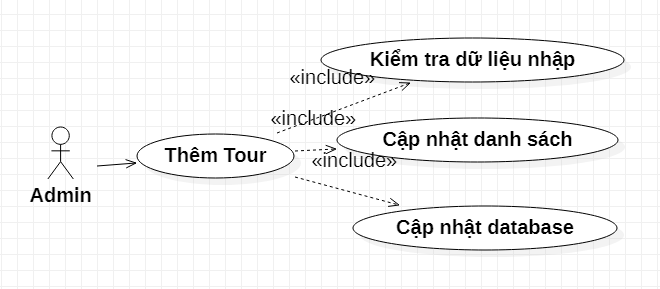 Kiểm tra dữ liệu nhập
«include»
«include»
Cập nhật danh sách
Thêm Tour
«include»
Admin
Cập nhật database